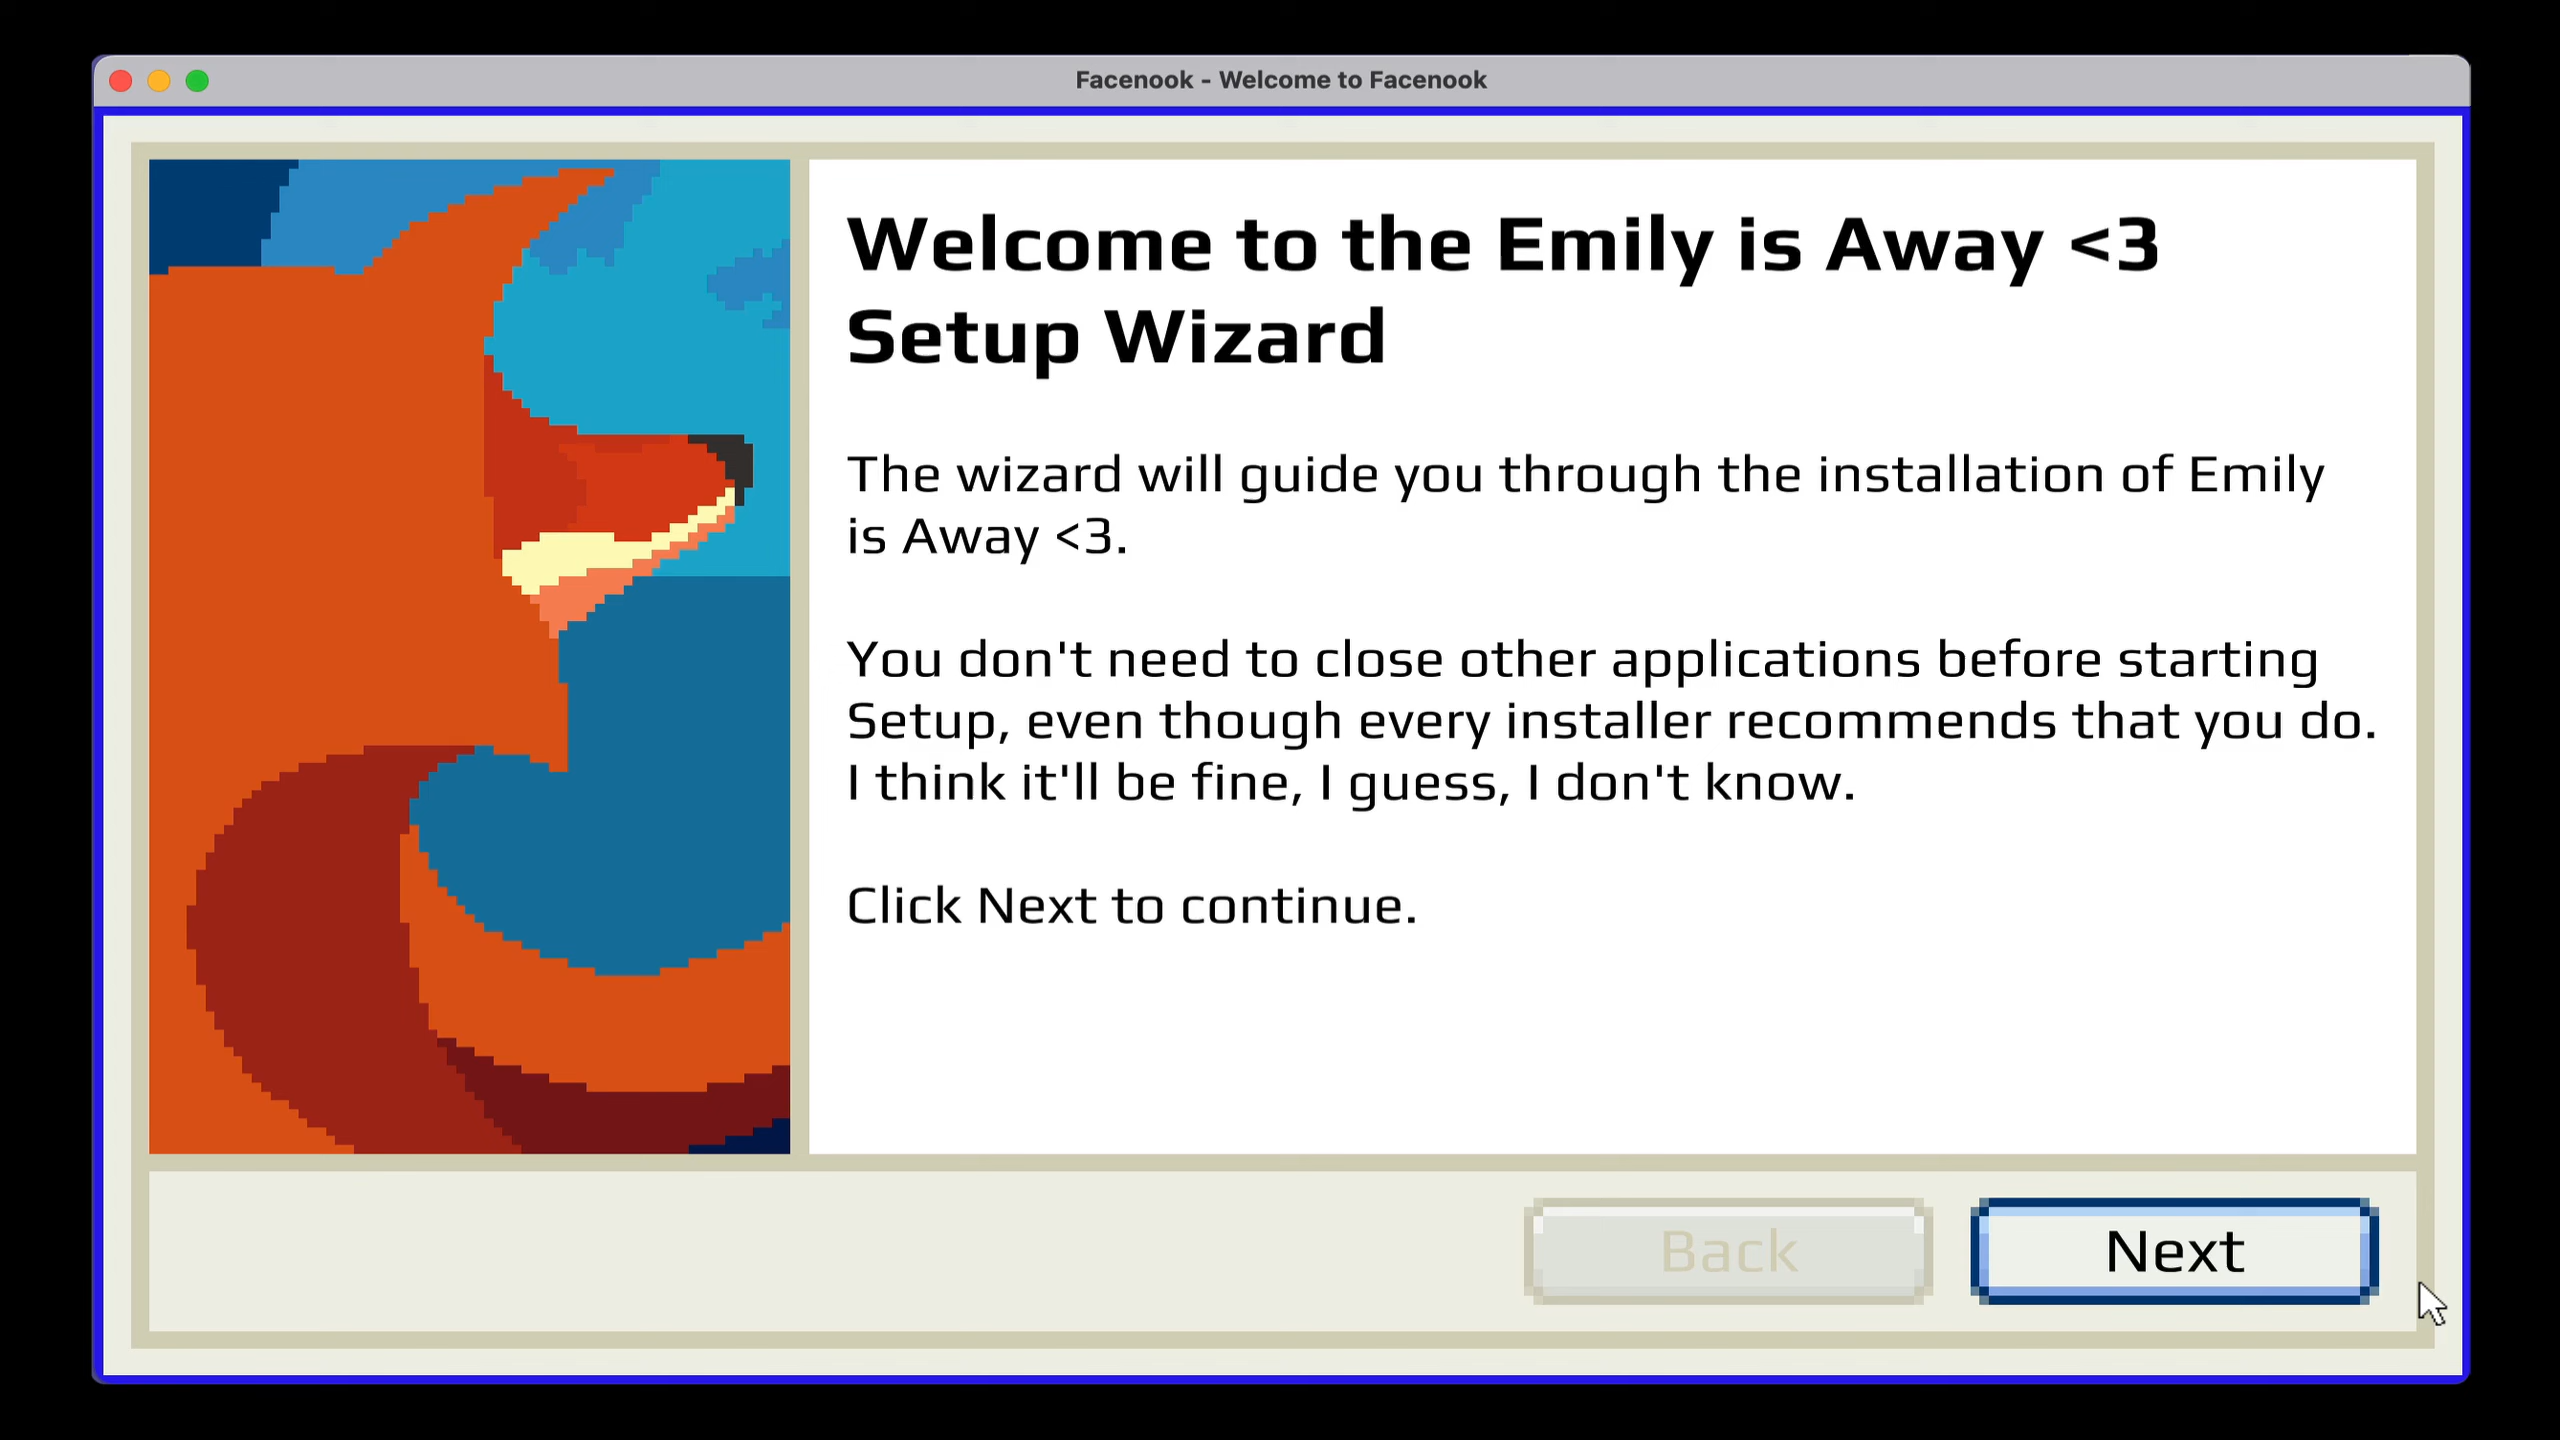 Facenook - Welcome to Facenook
Welcome to the Emily is Away <3
Setup Wizard
The wizard will guide you through the installation of Emily
is Away <3.
You don't need to close other applications before starting
Setup, even though every installer recommends that you do.
I think it'll be fine, I guess, I don't know.
Click Next to continue.
Back
Next